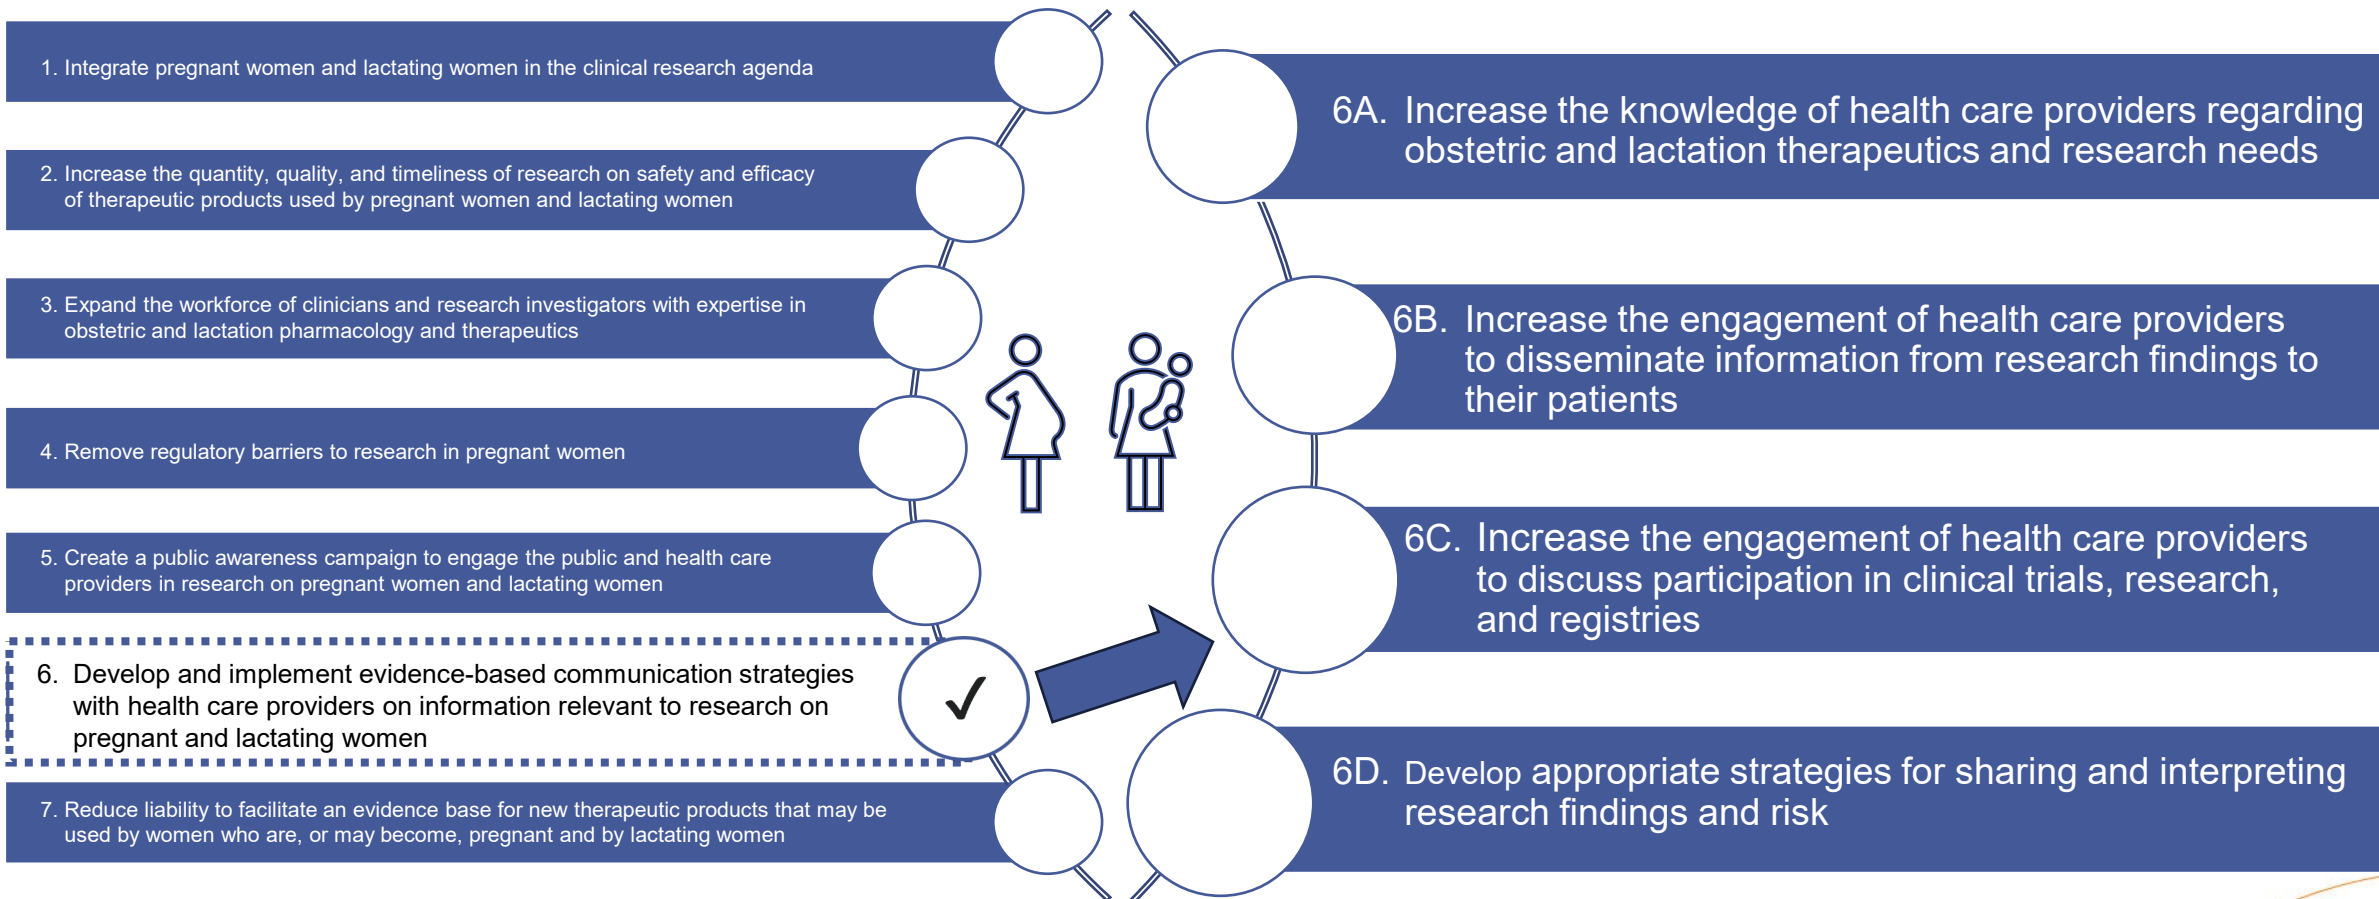 1. Integrate pregnant women and lactating women in the clinical research agenda
2. Increase the quantity, quality, and timeliness of research on safety and efficacy
of therapeutic products used by pregnant women and lactating women
3. Expand the workforce of clinicians and research investigators with expertise in
obstetric and lactation pharmacology and therapeutics
4. Remove regulatory barriers to research in pregnant women
5. Create a public awareness campaign to engage the public and health care
providers in research on pregnant women and lactating women
6. Develop and implement evidence-based communication strategies
with health care providers on information relevant to research on
pregnant and lactating women
7. Reduce liability to facilitate an evidence base for new therapeutic products that may be
used by women who are, or may become, pregnant and by lactating women
6A. Increase the knowledge of health care providers regarding
obstetric and lactation therapeutics and research needs
6B. Increase the engagement of health care providers
to disseminate information from research findings to
their patients
6C. Increase the engagement of health care providers
to discuss participation in clinical trials, research,
and registries
6D. Develop appropriate strategies for sharing and interpreting
research findings and risk